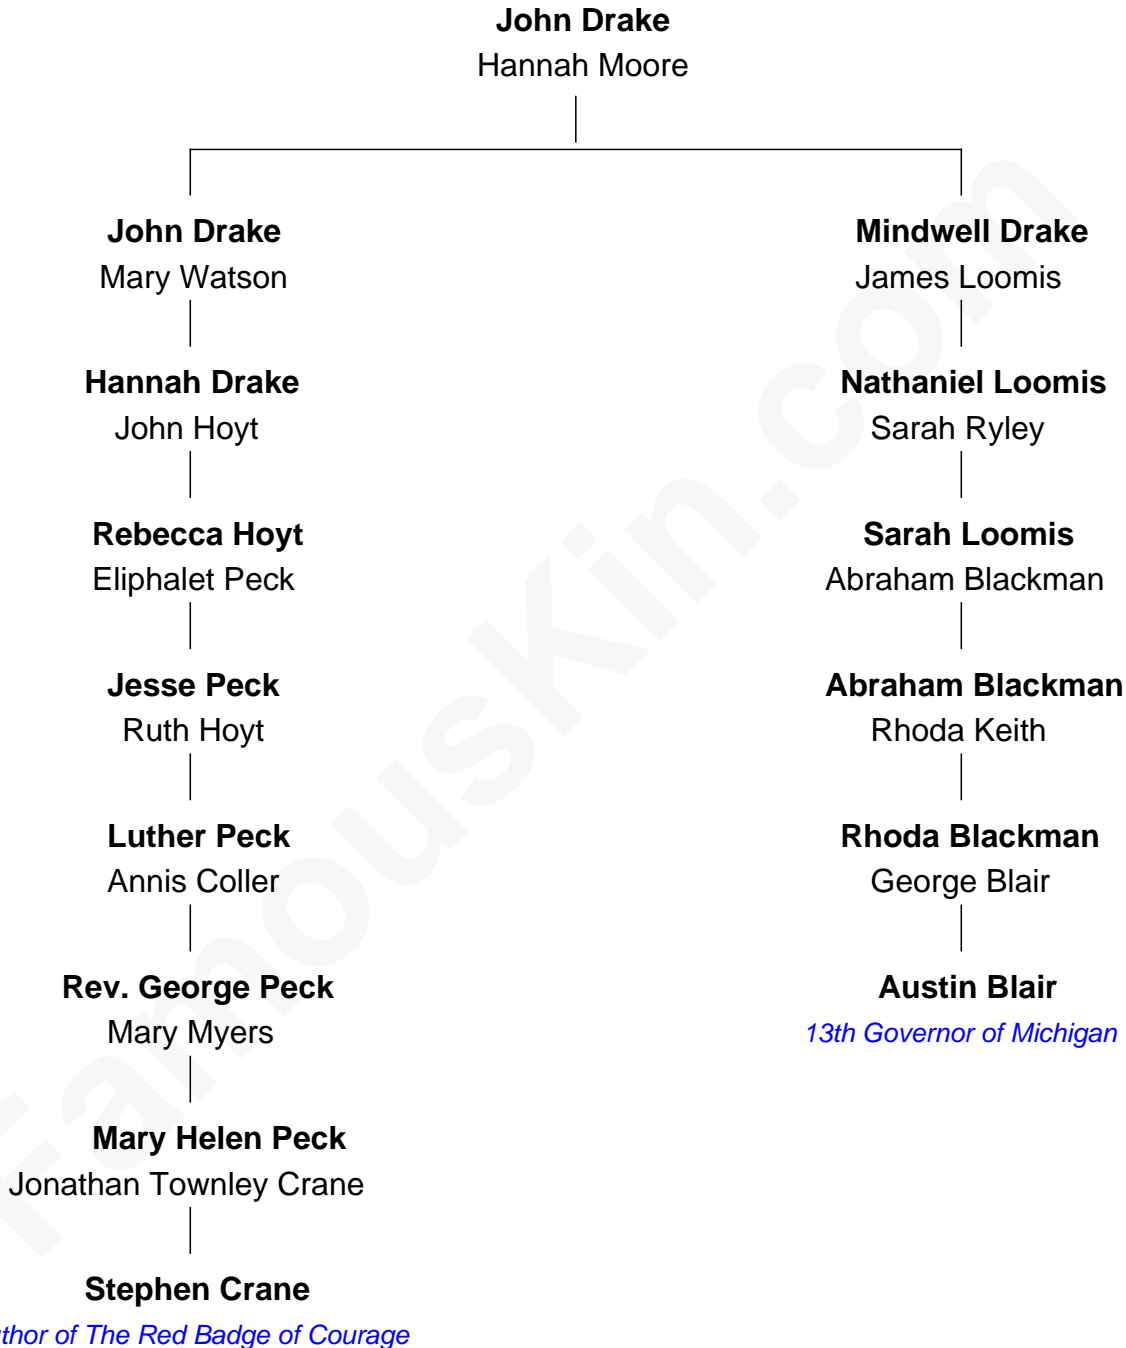 John Drake
Hannah Moore
John Drake
Mary Watson
Mindwell Drake
James Loomis
Hannah Drake
John Hoyt
Nathaniel Loomis
Sarah Ryley
Rebecca Hoyt
Eliphalet Peck
Sarah Loomis
Abraham Blackman
Jesse Peck
Ruth Hoyt
Abraham Blackman
Rhoda Keith
Luther Peck
Annis Coller
Rhoda Blackman
George Blair
Rev. George Peck
Mary Myers
Austin Blair
13th Governor of Michigan
Mary Helen Peck
Jonathan Townley Crane
Stephen Crane
thor of The Red Badge of Courage
FamousKin.com